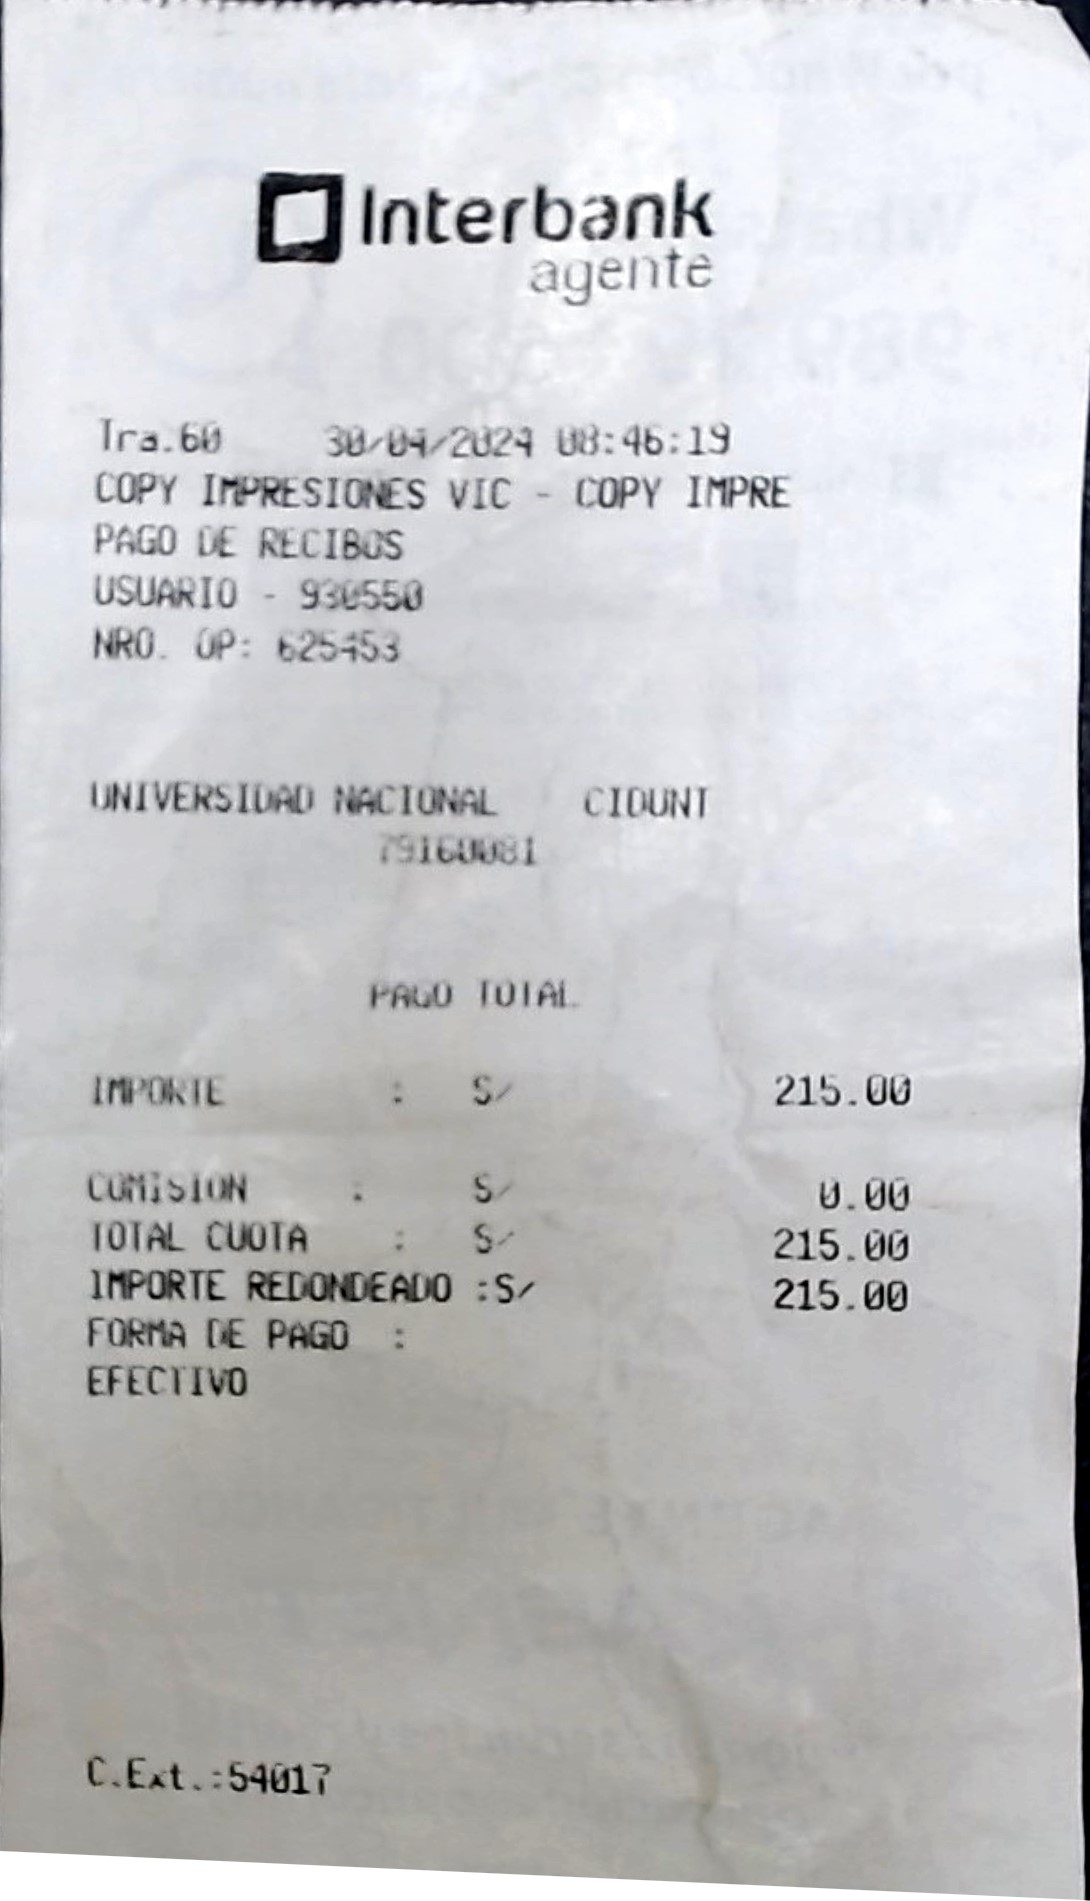 Interbank
agente
Tra.60 30/04/2024 08:46:19
COPY IMPRESIONES VIC - COPY IMPRE
PAGO DE RECIBOS
USUARIO - 930550
NRO. OP: 625453
UNIVERSIDAD NACIONAL CIDUNT
79160081
PAGO TOTAL
IMPORTE : S/ 215.00
COMISION : S/ 0.00
TOTAL CUOTA : S/ 215.00
IMPORTE REDONDEADO :S/ 215.00
FORMA DE PAGO :
EFECTIVO
C.Ext.:54017